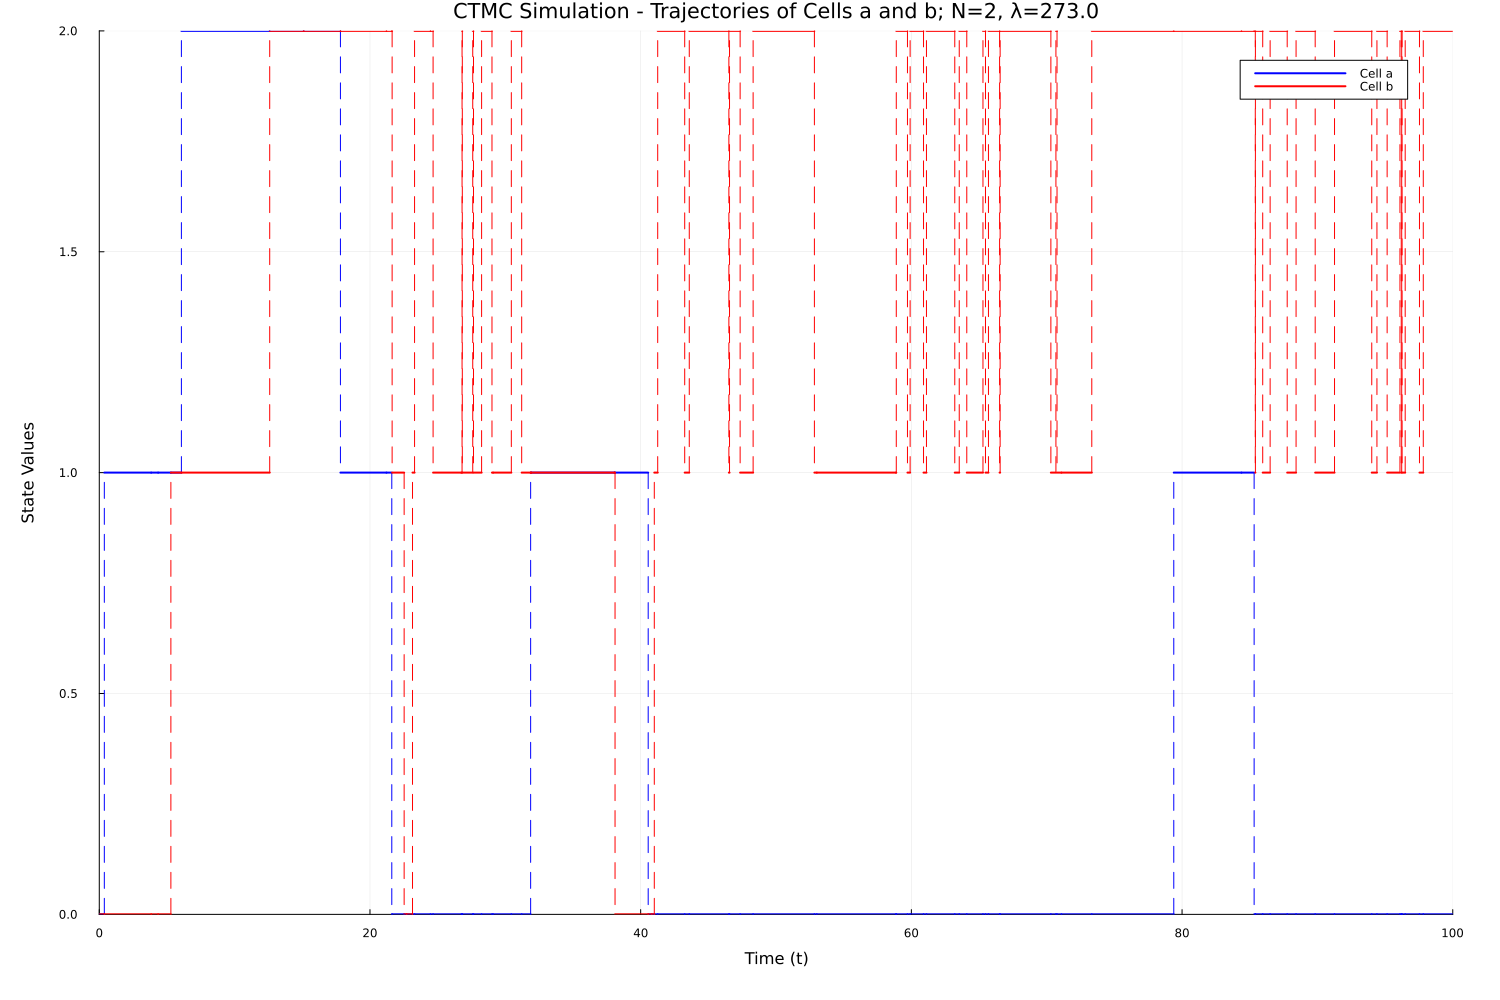 CTMC Simulation - Trajectories of Cells a and b; N=2, λ=273.0
2.0
Cell a
Cell b
1.5
1.0
State Values
0.5
0.0
0 20 40 60 80 100
Time (t)